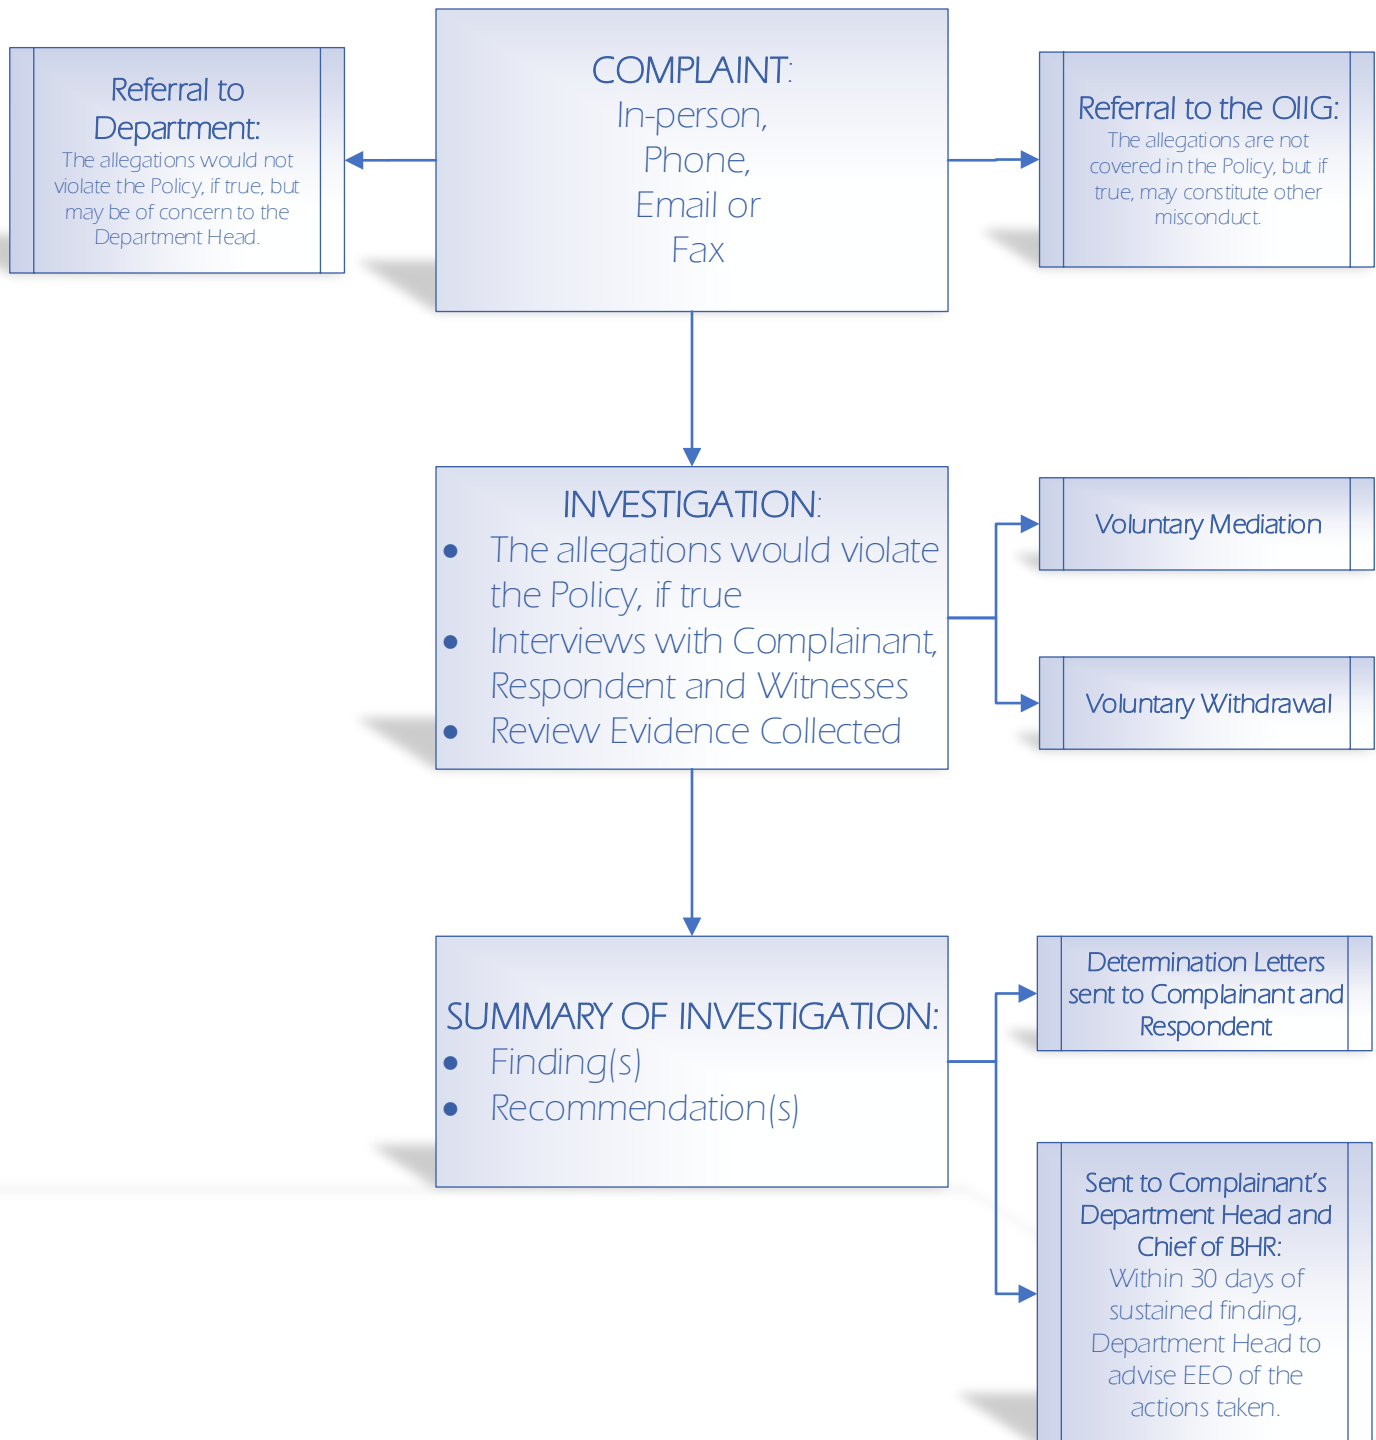 COMPLAINT:
In-person,
Phone,
Email or
Fax
Referral to
Department:
The allegations would not
violate the Policy, if true, but
may be of concern to the
Department Head.
Referral to the OIIG:
The allegations are not
covered in the Policy, but if
true, may constitute other
misconduct.
INVESTIGATION:
• The allegations would violate
the Policy, if true
• Interviews with Complainant,
Respondent and Witnesses
• Review Evidence Collected
Voluntary Mediation
Voluntary Withdrawal
SUMMARY OF INVESTIGATION:
• Finding(s)
• Recommendation(s)
Determination Letters
sent to Complainant and
Respondent
Sent to Complainant's
Department Head and
Chief of BHR:
Within 30 days of
sustained finding,
Department Head to
advise EEO of the
actions taken.